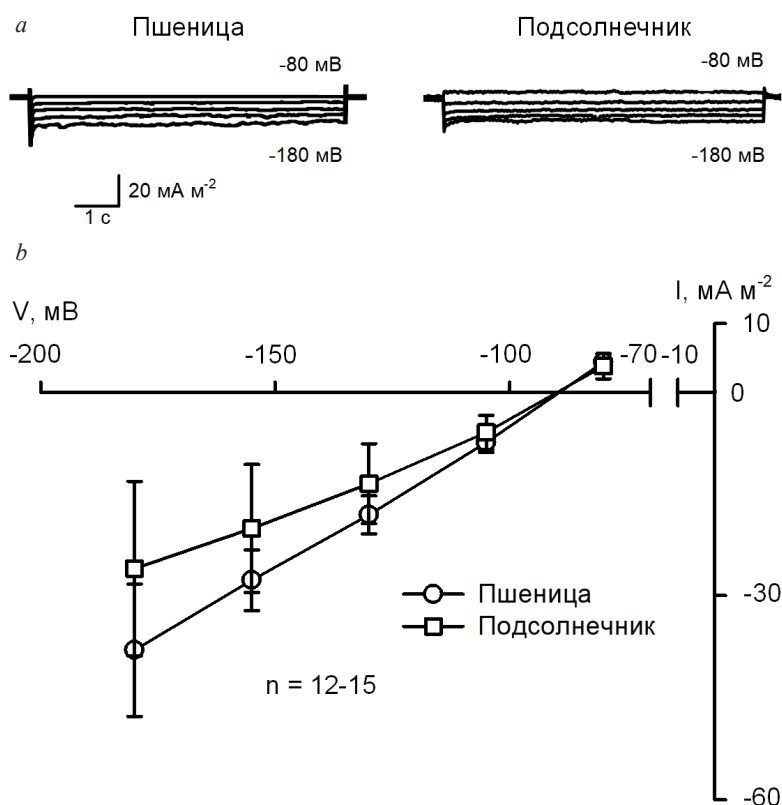 a
Пшеница
Подсолнечник
-80 мВ
-80 мВ
-180 мВ
-180 мВ
20 мА м-2
1 с
b
V, мВ
I, мА м-2
10
-200
-150
-100
-70
-10
0
Пшеница
-30
Подсолнечник
n = 12-15
-60